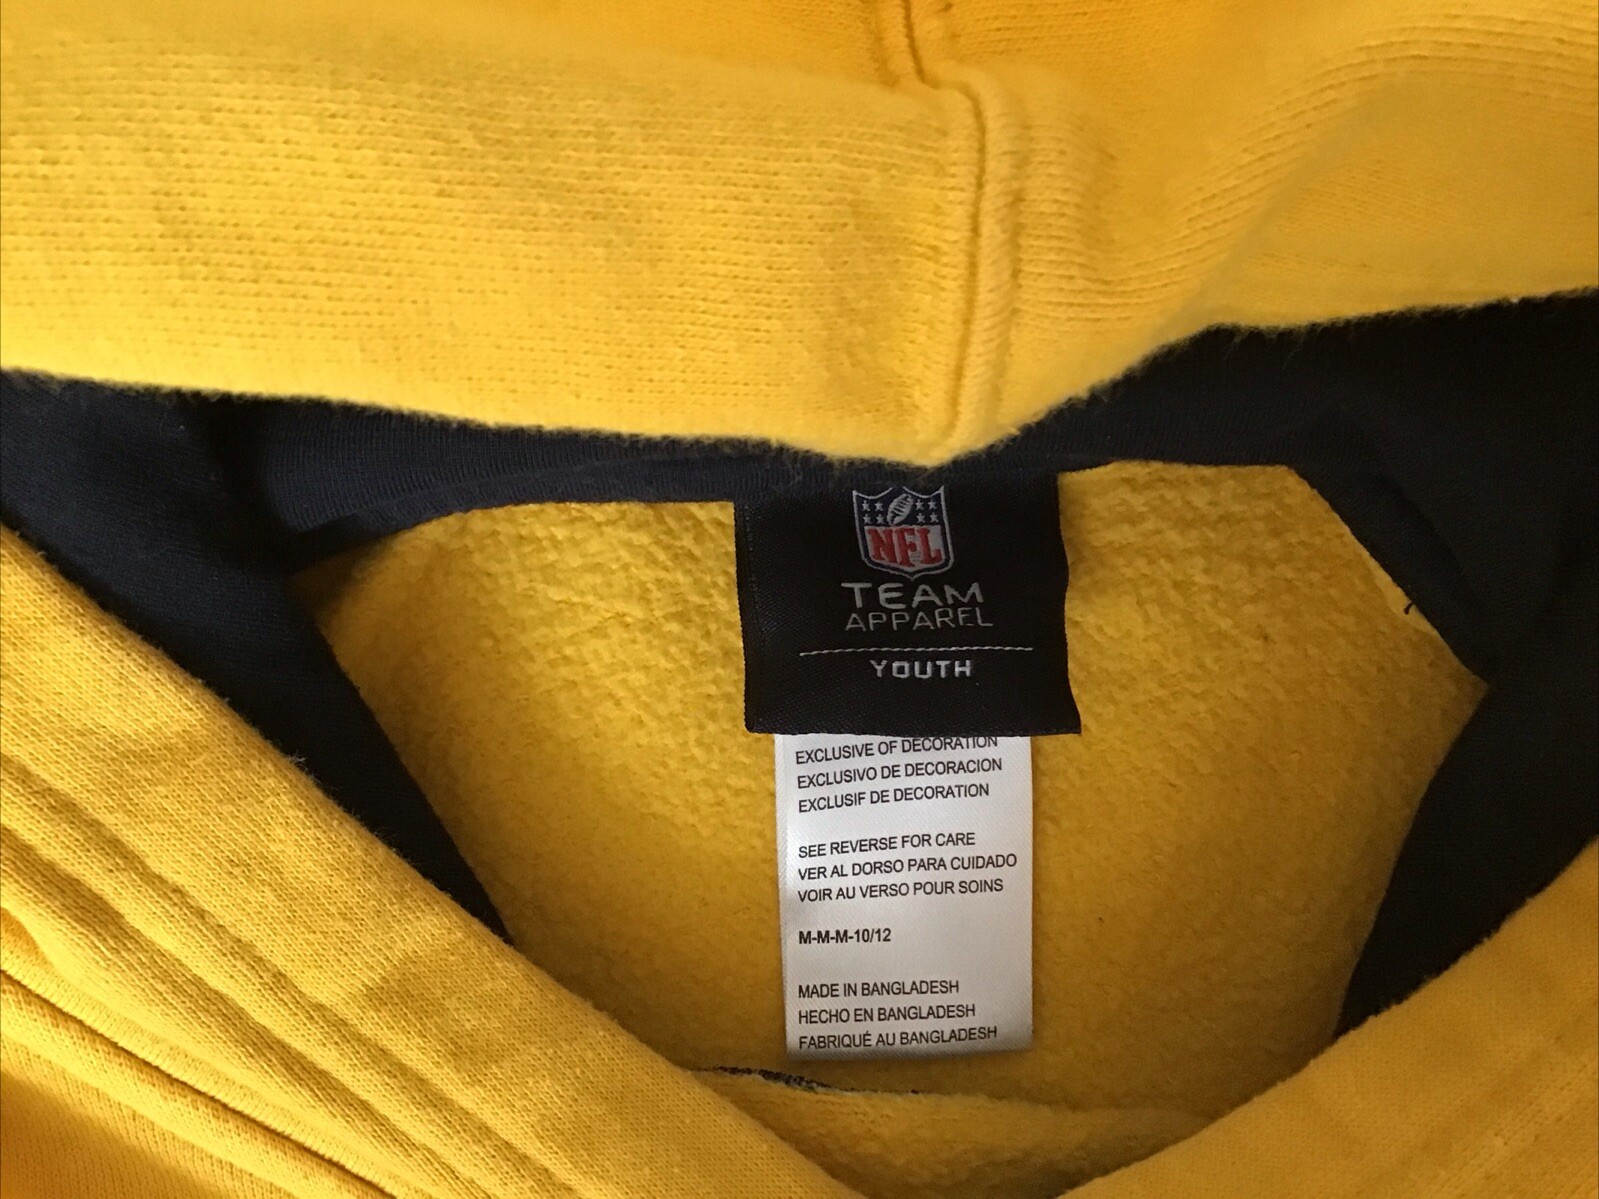 NFL
TEAM
APPAREL
YOUTH
EXCLUSIVE OF DECORATION
EXCLUSIVO DE DECORACION
EXCLUSIF DE DECORATION
SEE REVERSE FOR CARE
VER AL DORSO PARA CUIDADO
VOIR AU VERSO POUR SOINS
M-M-M-10/12
MADE IN BANGLADESH
HECHO EN BANGLADESH
FABRIQUÉ AU BANGLADESH